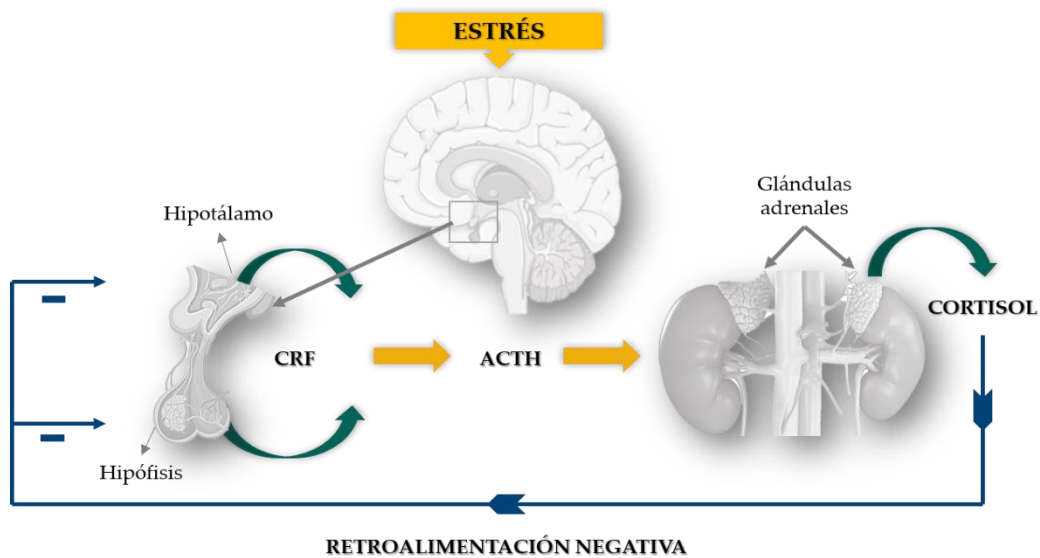 ESTRÉS
Glándulas
adrenales
Hipotálamo
CORTISOL
CRF
ACTH
Hipófisis
RETROALIMENTACIÓN NEGATIVA